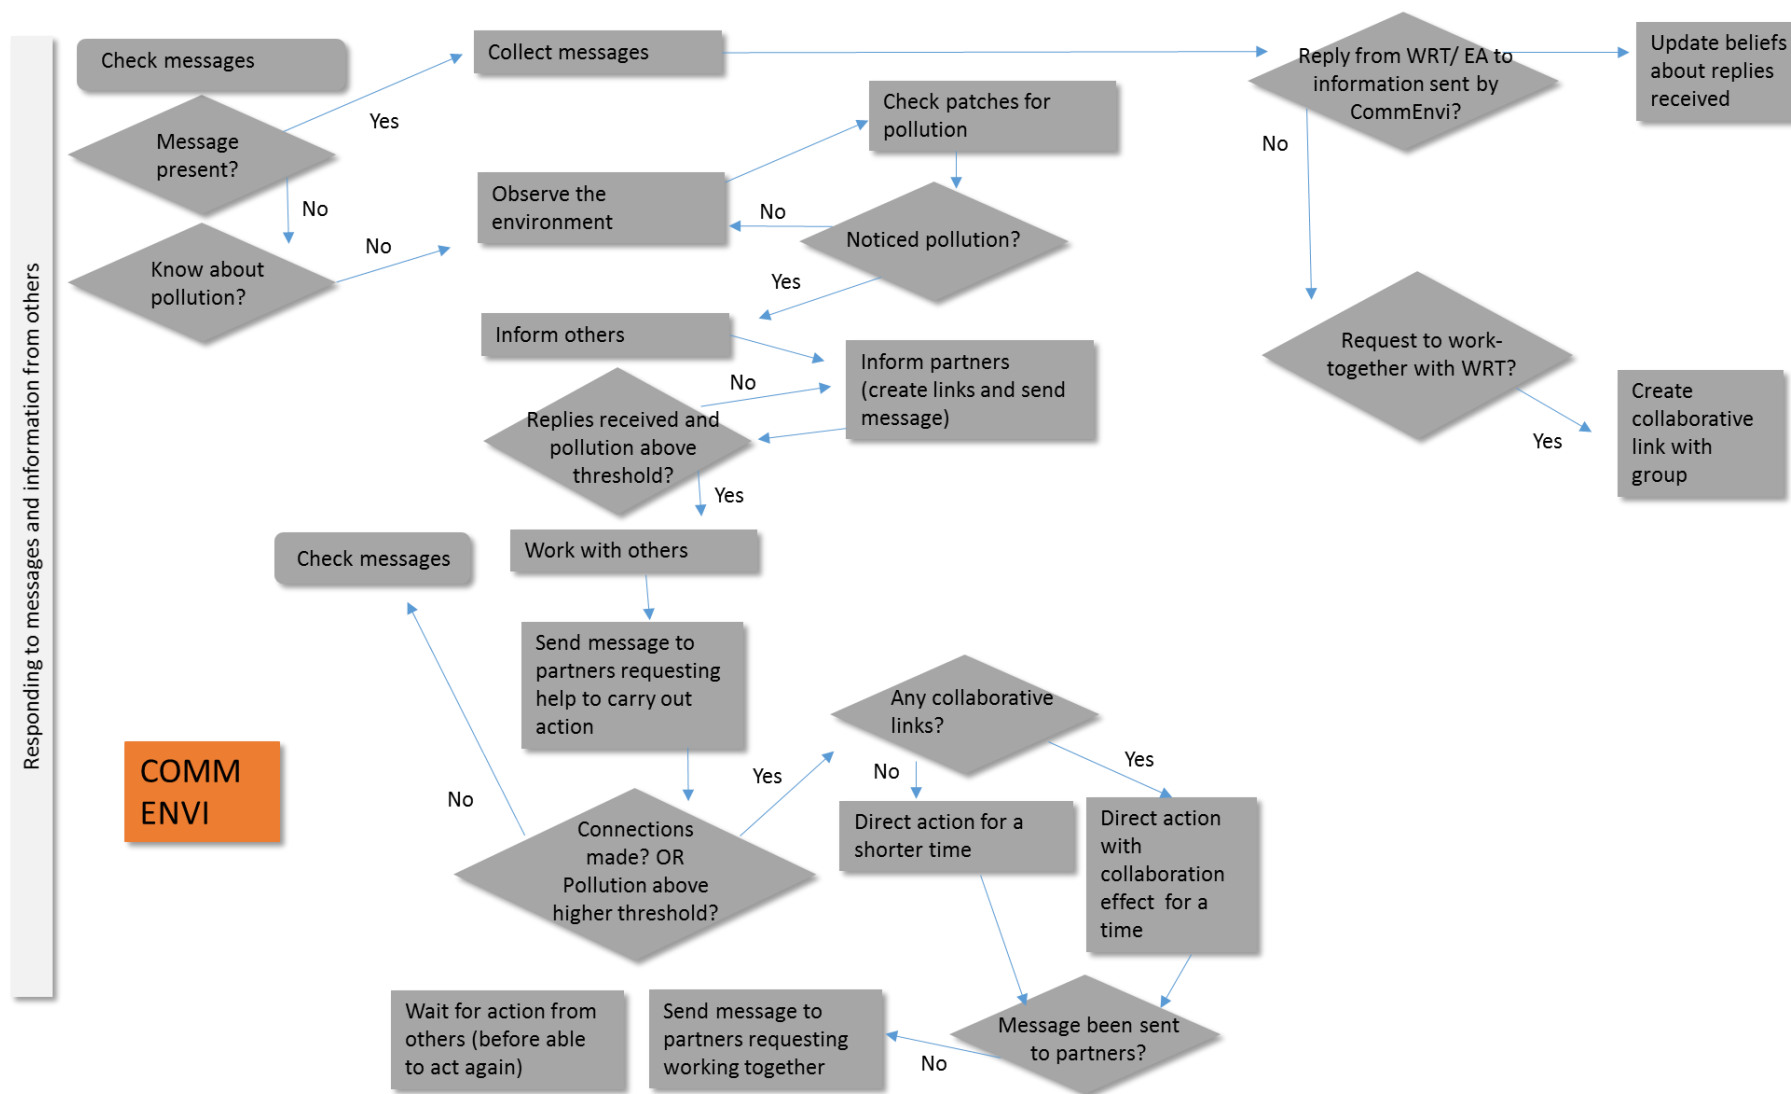 Responding to messages and information from others
Check messages
Message
present?
Yes
No
Know about
pollution?
No
Collect messages
Observe the
environment
Check patches for
pollution
No
Noticed pollution?
Yes
Reply from WRT/ EA to
information sent by
CommEnvi?
Update beliefs
about replies
received
No
Request to work-
together with WRT?
Yes
Create
collaborative
link with
group
Inform others
No
Inform partners
(create links and send
message)
Replies received and
pollution above
threshold?
Yes
Check messages
Work with others
Send message to
partners requesting
help to carry out
action
No
Yes
Connections
made? OR
Pollution above
higher threshold?
Any collaborative
links?
No
Yes
Direct action for a
shorter time
Direct action
with
collaboration
effect for a
time
COMM
ENVI
Wait for action from
others (before able
to act again)
Send message to
partners requesting
working together
No
Message been sent
to partners?